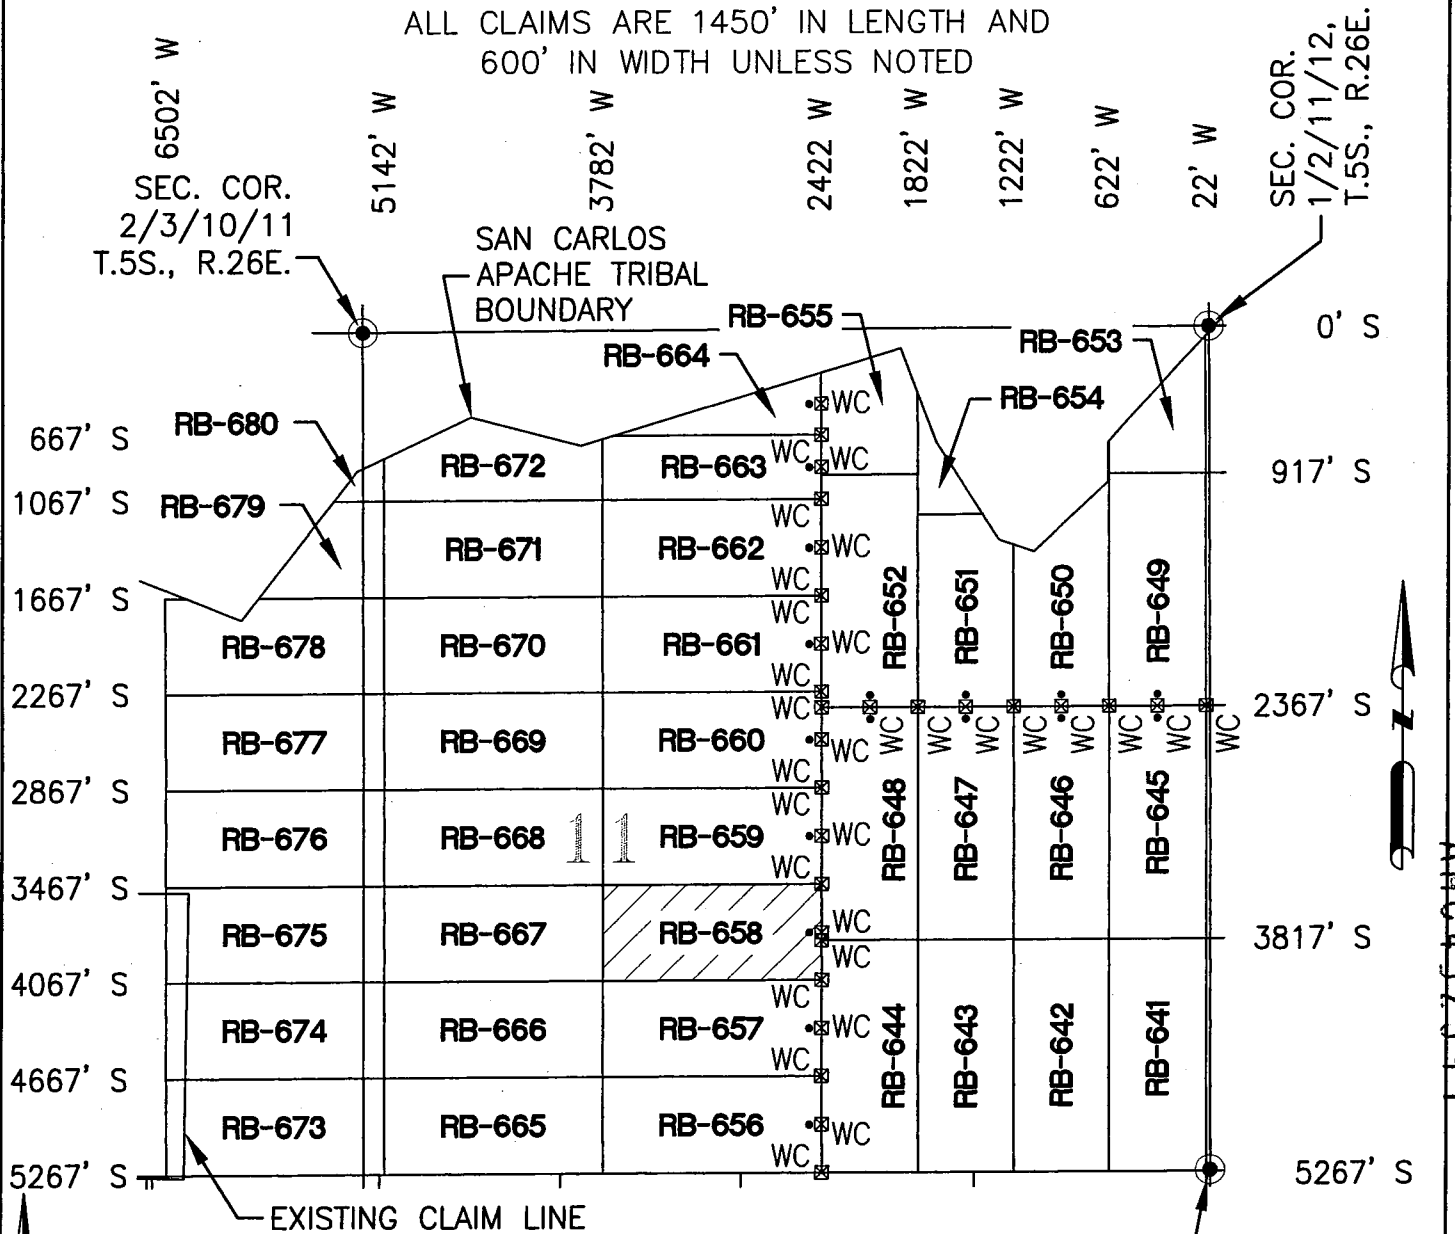 ALL CLAIMS ARE 1450' IN LENGTH AND
600' IN WIDTH UNLESS NOTED
6502' W
5142' W
3782' W
2422' W
1822' W
1222' W
622' W
22' W
SEC. COR.
1/2/11/12,
T.5S., R.26E.
SEC. COR.
2/3/10/11
T.5S., R.26E.
SAN CARLOS
APACHE TRIBAL
BOUNDARY
RB-655
0' S
RB-664
RB-653
RB-654
WC
RB-680
667' S
RB-672
RB-663
WC
WC
917' S
1067' S
RB-679
WC
RB-671
RB-662
WC
RB-652
RB-651
RB-650
RB-649
WC
1667' S
WC
RB-678
RB-670
RB-661
WC
WC
2267' S
WC
2367' S
WC
WC
WC
WC
WC
RB-677
RB-669
RB-660
WC
WC
2867' S
WC
RB-676
RB-668
11
RB-659
WC
RB-648
RB-647
RB-646
RB-645
WC
3467' S
RB-675
RB-667
RB-658
WC
3817' S
WC
4067' S
WC
RB-674
RB-666
RB-657
WC
RB-644
RB-643
RB-642
RB-641
WC
4667' S
RB-673
RB-665
RB-656
WC
WC
5267' S
5267' S
EXISTING CLAIM LINE
N